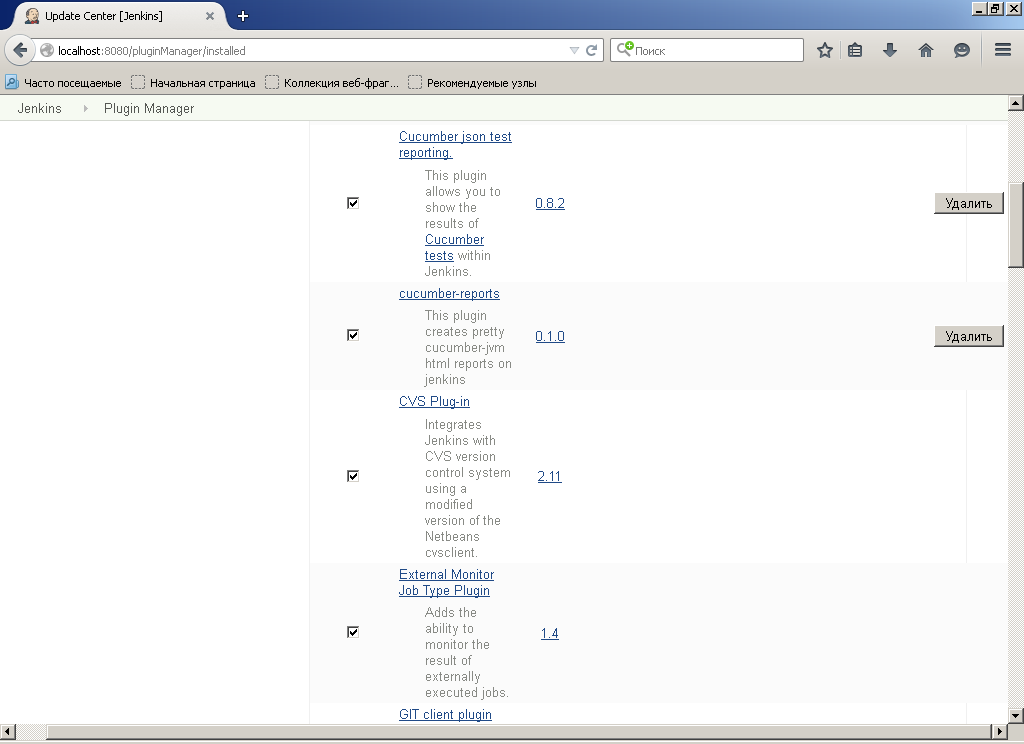 Update Center [Jenkins]
localhost:8080/pluginManager/installed
Поиск
Часто посещаемые
Начальная страница
Коллекция веб-фраг...
Рекомендуемые узлы
Jenkins
Plugin Manager
Cucumber json test
reporting.
This plugin
allows you to
show the
results of
Cucumber
tests within
Jenkins.
0.8.2
Удалить
cucumber-reports
This plugin
creates pretty
cucumber-jvm
html reports on
jenkins
0.1.0
Удалить
CVS Plug-in
Integrates
Jenkins with
CVS version
control system
using a
modified
version of the
Netbeans
cvsclient.
2.11
External Monitor
Job Type Plugin
Adds the
ability to
monitor the
result of
externally
executed jobs.
1.4
GIT client plugin